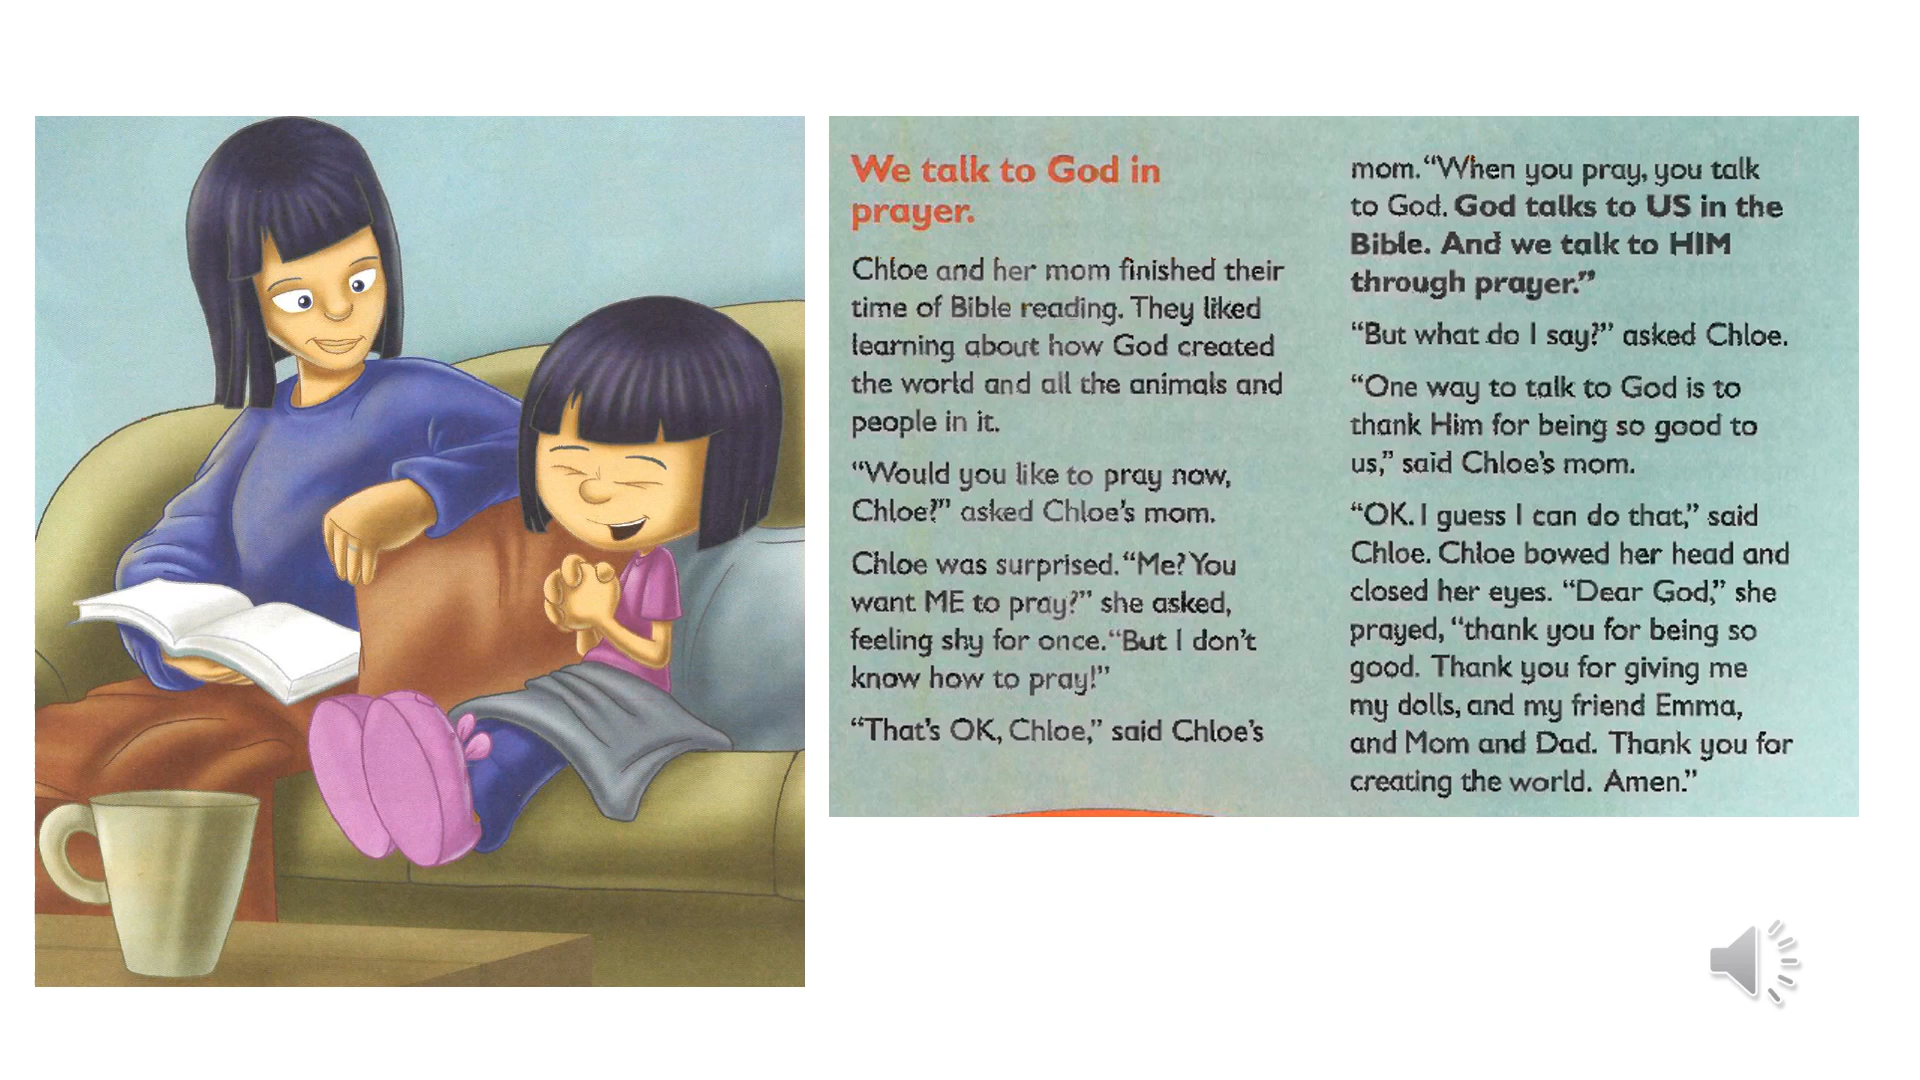 We talk to God in
prayer.
Chloe and her mom finished their
time of Bible reading. They liked
learning about how God created
the world and all the animals and
people in it.
“Would you like to pray now,
Chloe?” asked Chloe’s mom.
Chloe was surprised. “Me? You
want ME to pray?” she asked,
feeling shy for once. “But I don’t
know how to pray!”
“That’s OK, Chloe,” said Chloe’s
mom. “When you pray, you talk
to God. God talks to US in the
Bible. And we talk to HIM
through prayer.”
“But what do I say?” asked Chloe.
“One way to talk to God is to
thank Him for being so good to
us,” said Chloe’s mom.
“OK. I guess I can do that,” said
Chloe. Chloe bowed her head and
closed her eyes. “Dear God,” she
prayed, “thank you for being so
good. Thank you for giving me
my dolls, and my friend Emma,
and Mom and Dad. Thank you for
creating the world. Amen.”